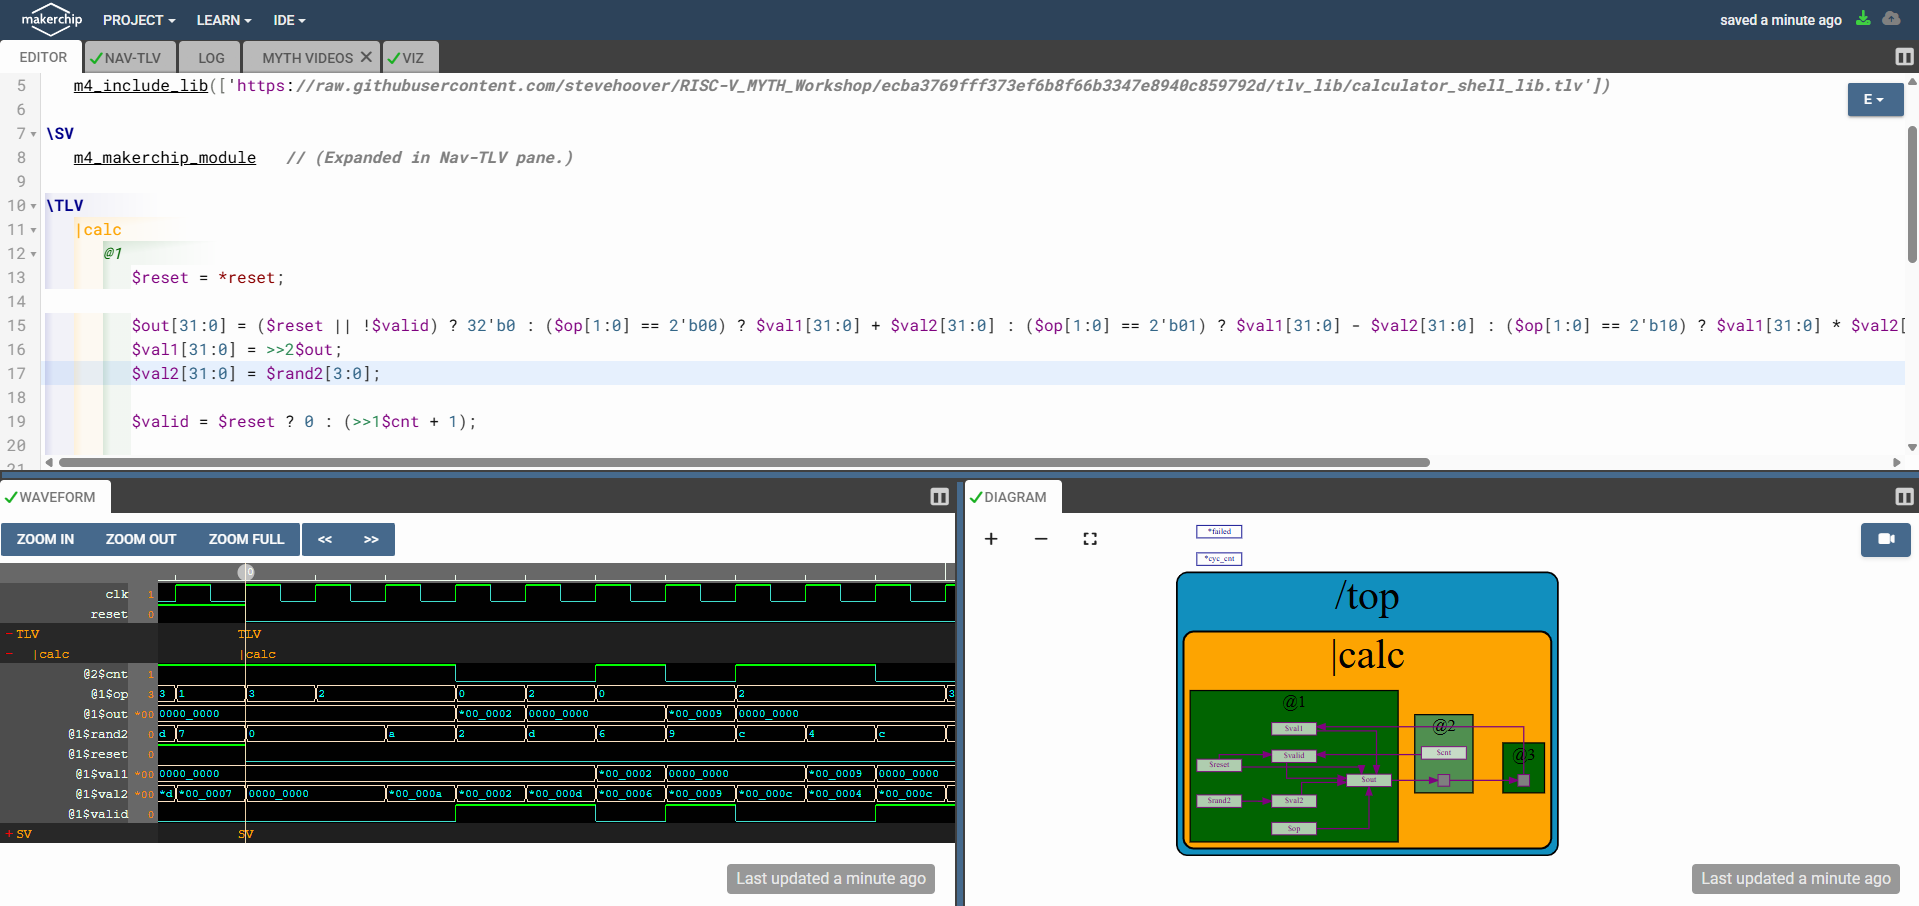 makerchip PROJECT LEARN IDE saved a minute ago
EDITOR NAV-TLV LOG MYTH VIDEOS VIZ
E
5 m4_include_lib(['https://raw.githubusercontent.com/stevehoover/RISC-V_MYTH_Workshop/ecba3769fff373ef6b8f66b3347e8940c859792d/tlv_lib/calculator_shell_lib.tlv'])
6
7 \SV
8 m4_makerchip_module // (Expanded in Nav-TLV pane.)
9
10 \TLV
11 |calc
12 @1
13 $reset = *reset;
14
15 $out[31:0] = ($reset || !$valid) ? 32'b0 : ($op[1:0] == 2'b00) ? $val1[31:0] + $val2[31:0] : ($op[1:0] == 2'b01) ? $val1[31:0] - $val2[31:0] : ($op[1:0] == 2'b10) ? $val1[31:0] * $val2[
16 $val1[31:0] = >>2$out;
17 $val2[31:0] = $rand2[3:0];
18
19 $valid = $reset ? 0 : (>>1$cnt + 1);
20
21
WAVEFORM
ZOOM IN ZOOM OUT ZOOM FULL << >>
0
clk 1
reset 0
TLV TLV
|calc |calc
@2$cnt 1
@1$op 3 3 1 3 2 0 2 0 2 3
@1$out *00 0000_0000 *00_0002 0000_0000 *00_0009 0000_0000
@1$rand2 0 d 7 0 a 2 d 6 9 c 4 c
@1$reset 0
@1$val1 *00 0000_0000 *00_0002 0000_0000 *00_0009 0000_0000
@1$val2 *00 *d *00_0007 0000_0000 *00_000a *00_0002 *00_000d *00_0006 *00_0009 *00_000c *00_0004 *00_000c
@1$valid 0
+ SV SV
Last updated a minute ago
DIAGRAM
+ −
*failed
*cyc_cnt
/top
|calc
@1
@2
@3
$val1
$valid
$cnt
$reset
$out
$rand2
$val2
$op
Last updated a minute ago